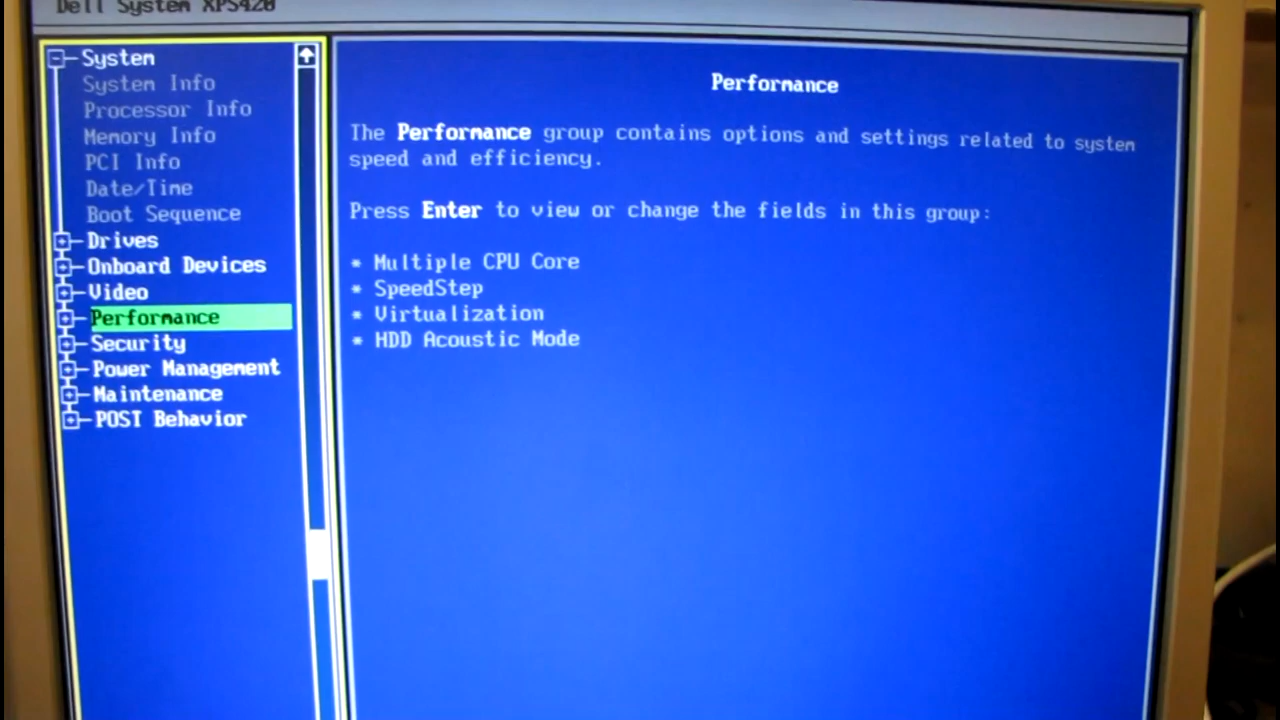 Dell System XPS420
System
System Info
Processor Info
Memory Info
PCI Info
Date/Time
Boot Sequence
Drives
Onboard Devices
Video
Performance
Security
Power Management
Maintenance
POST Behavior
Performance
The Performance group contains options and settings related to system
speed and efficiency.
Press Enter to view or change the fields in this group:
* Multiple CPU Core
* SpeedStep
* Virtualization
* HDD Acoustic Mode